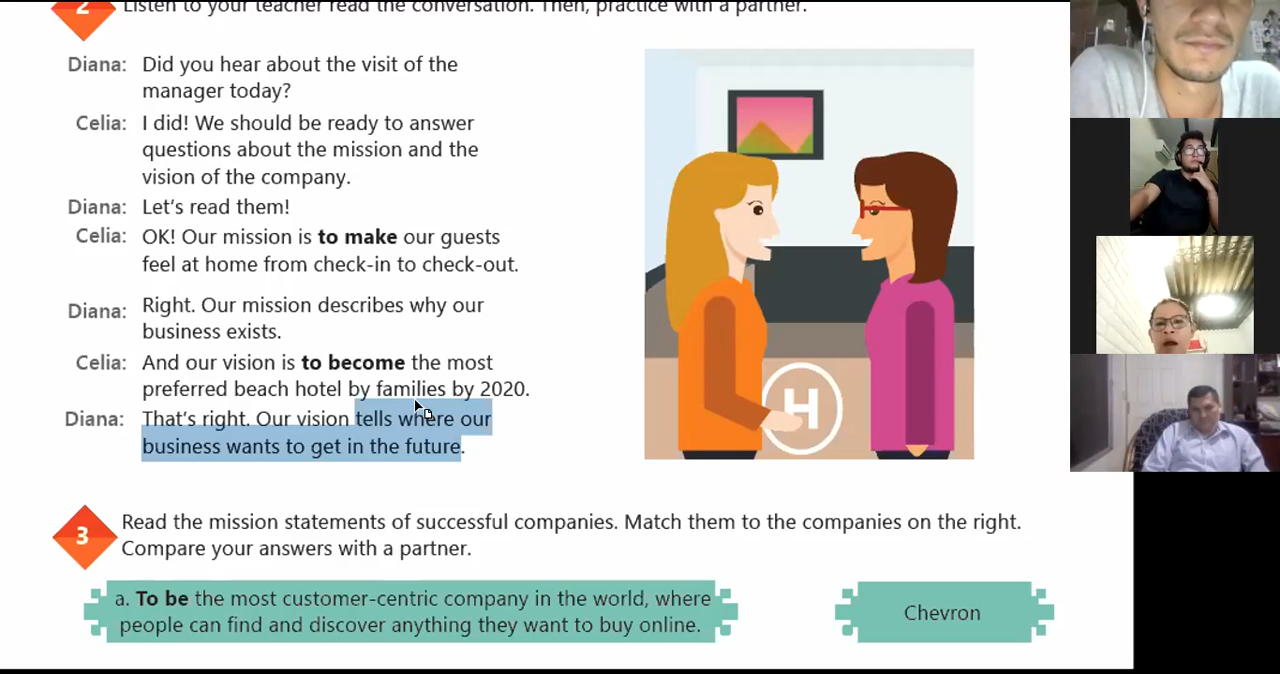 2 Listen to your teacher read the conversation. Then, practice with a partner.
Diana: Did you hear about the visit of the
manager today?
Celia: I did! We should be ready to answer
questions about the mission and the
vision of the company.
Diana: Let's read them!
Celia: OK! Our mission is to make our guests
feel at home from check-in to check-out.
Diana: Right. Our mission describes why our
business exists.
Celia: And our vision is to become the most
preferred beach hotel by families by 2020.
Diana: That's right. Our vision tells where our
business wants to get in the future.
H
3 Read the mission statements of successful companies. Match them to the companies on the right.
Compare your answers with a partner.
a. To be the most customer-centric company in the world, where
people can find and discover anything they want to buy online.
Chevron